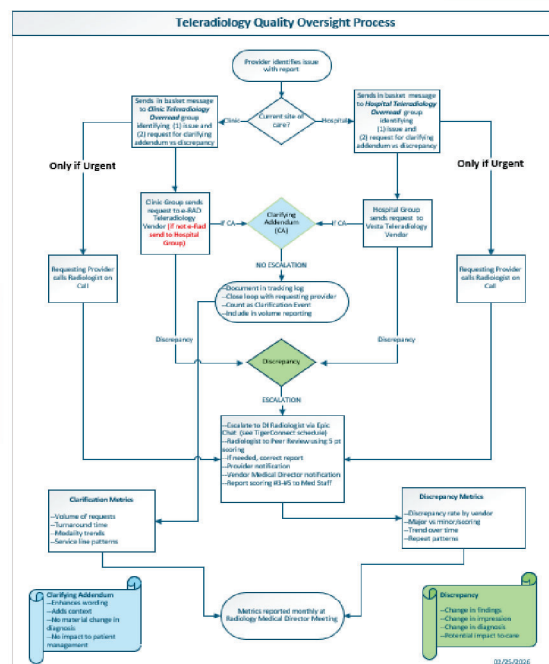 Teleradiology Quality Oversight Process
Provider identifies issue
with report
Sends in basket message
to Clinic Teleradiology
Overread group
identifying (1) issue and
(2) request for clarifying
addendum vs discrepancy
Clinic
Current site of
care?
Hospital
Sends in basket message to
Hospital Teleradiology
Overread group
identifying
(1) issue and
(2) request for clarifying
addendum vs discrepancy
Only if Urgent
Only if Urgent
Clinic Group sends
request to e-RAD
Teleradiology
Vendor (if not e-Rad
send to Hospital
Group)
If CA
Clarifying
Addendum
(CA)
If CA
Hospital Group
sends request to
Vesta Teleradiology
Vendor
Requesting Provider
calls Radiologist on
Call
Requesting Provider
calls Radiologist on
Call
NO ESCALATION
--Document in tracking log
--Close loop with requesting provider
--Count as Clarification Event
--Include in volume reporting
Discrepancy
Discrepancy
Discrepancy
ESCALATION
--Escalate to DI Radiologist via Epic
Chat (see TigerConnect schedule)
--Radiologist to Peer Review using 5 pt
scoring
--If needed, correct report
--Provider notification
--Vendor Medical Director notification
--Report scoring #3-#5 to Med Staff
Clarification Metrics
--Volume of requests
--Turnaround time
--Modality trends
--Service line patterns
Discrepancy Metrics
--Discrepancy rate by vendor
--Major vs minor/scoring
--Trend over time
--Repeat patterns
Clarifying Addendum
--Enhances wording
--Adds context
--No material change in
diagnosis
--No impact to patient
management
Metrics reported monthly at
Radiology Medical Director Meeting
Discrepancy
--Change in findings
--Change in impression
--Change in diagnosis
--Potential impact to care
03/25/2026